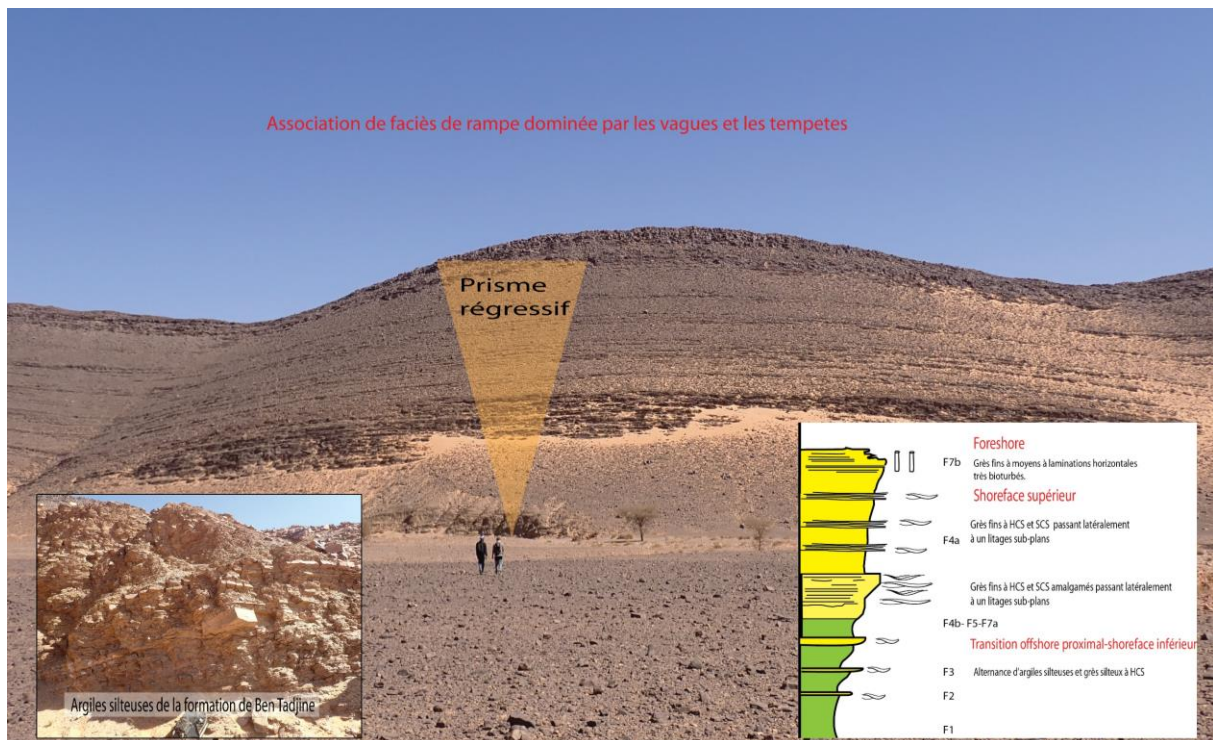 Association de faciès de rampe dominée par les vagues et les tempetes
Prisme
régressif
Argiles silteuses de la formation de Ben Tadjine
Foreshore
F7b
Grès fins à moyens à laminations horizontales
très bioturbés.
Shoreface supérieur
Grès fins à HCS et SCS passant latéralement
F4a
à un litages sub-plans
Grès fins à HCS et SCS amalgamés passant latéralement
à un litages sub-plans
F4b- F5-F7a
Transition offshore proximal-shoreface inférieur
F3
Alternance d'argiles silteuses et grés silteux à HCS
F2
F1